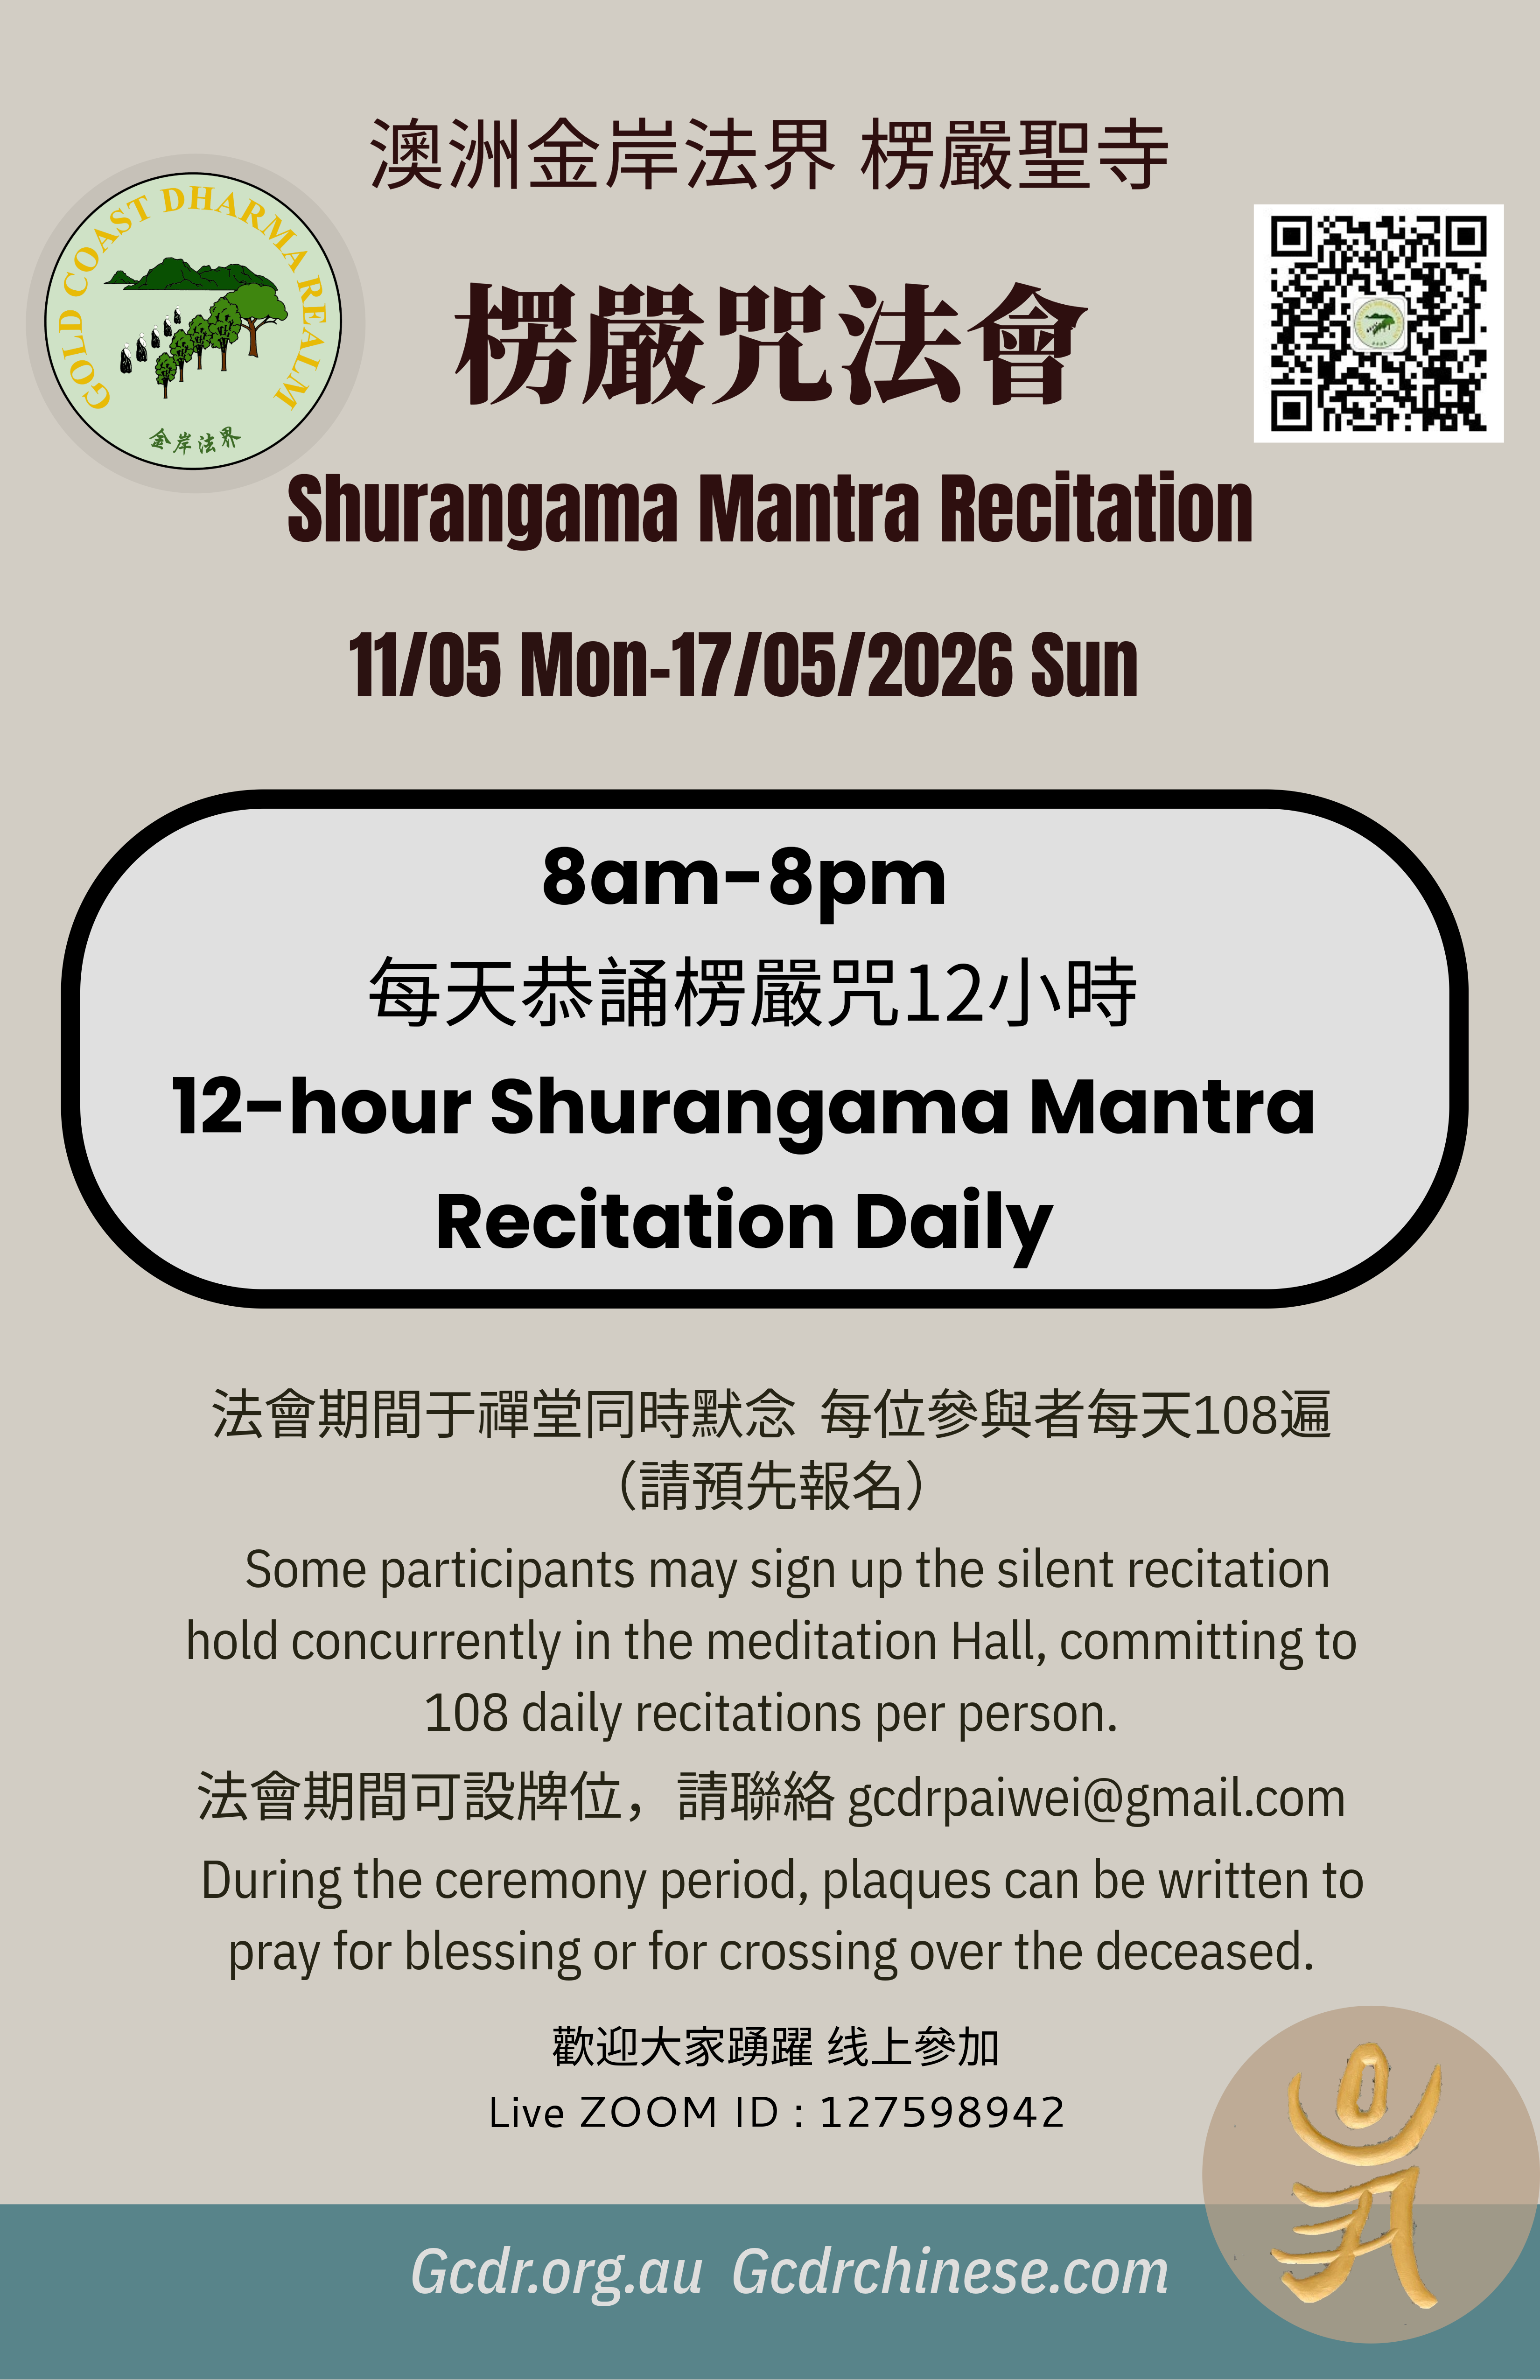 澳洲金岸法界 楞嚴聖寺
GOLD COAST DHARMA REALM
金岸法界
楞嚴咒法會
Shurangama Mantra Recitation
11/05 Mon-17/05/2026 Sun
8am-8pm
每天恭誦楞嚴咒12小時
12-hour Shurangama Mantra
Recitation Daily
法會期間于禪堂同時默念 每位參與者每天108遍
（請預先報名）
Some participants may sign up the silent recitation
hold concurrently in the meditation Hall, committing to
108 daily recitations per person.
法會期間可設牌位，請聯絡 gcdrpaiwei@gmail.com
During the ceremony period, plaques can be written to
pray for blessing or for crossing over the deceased.
歡迎大家踴躍 线上參加
Live ZOOM ID : 127598942
Gcdr.org.au Gcdrchinese.com